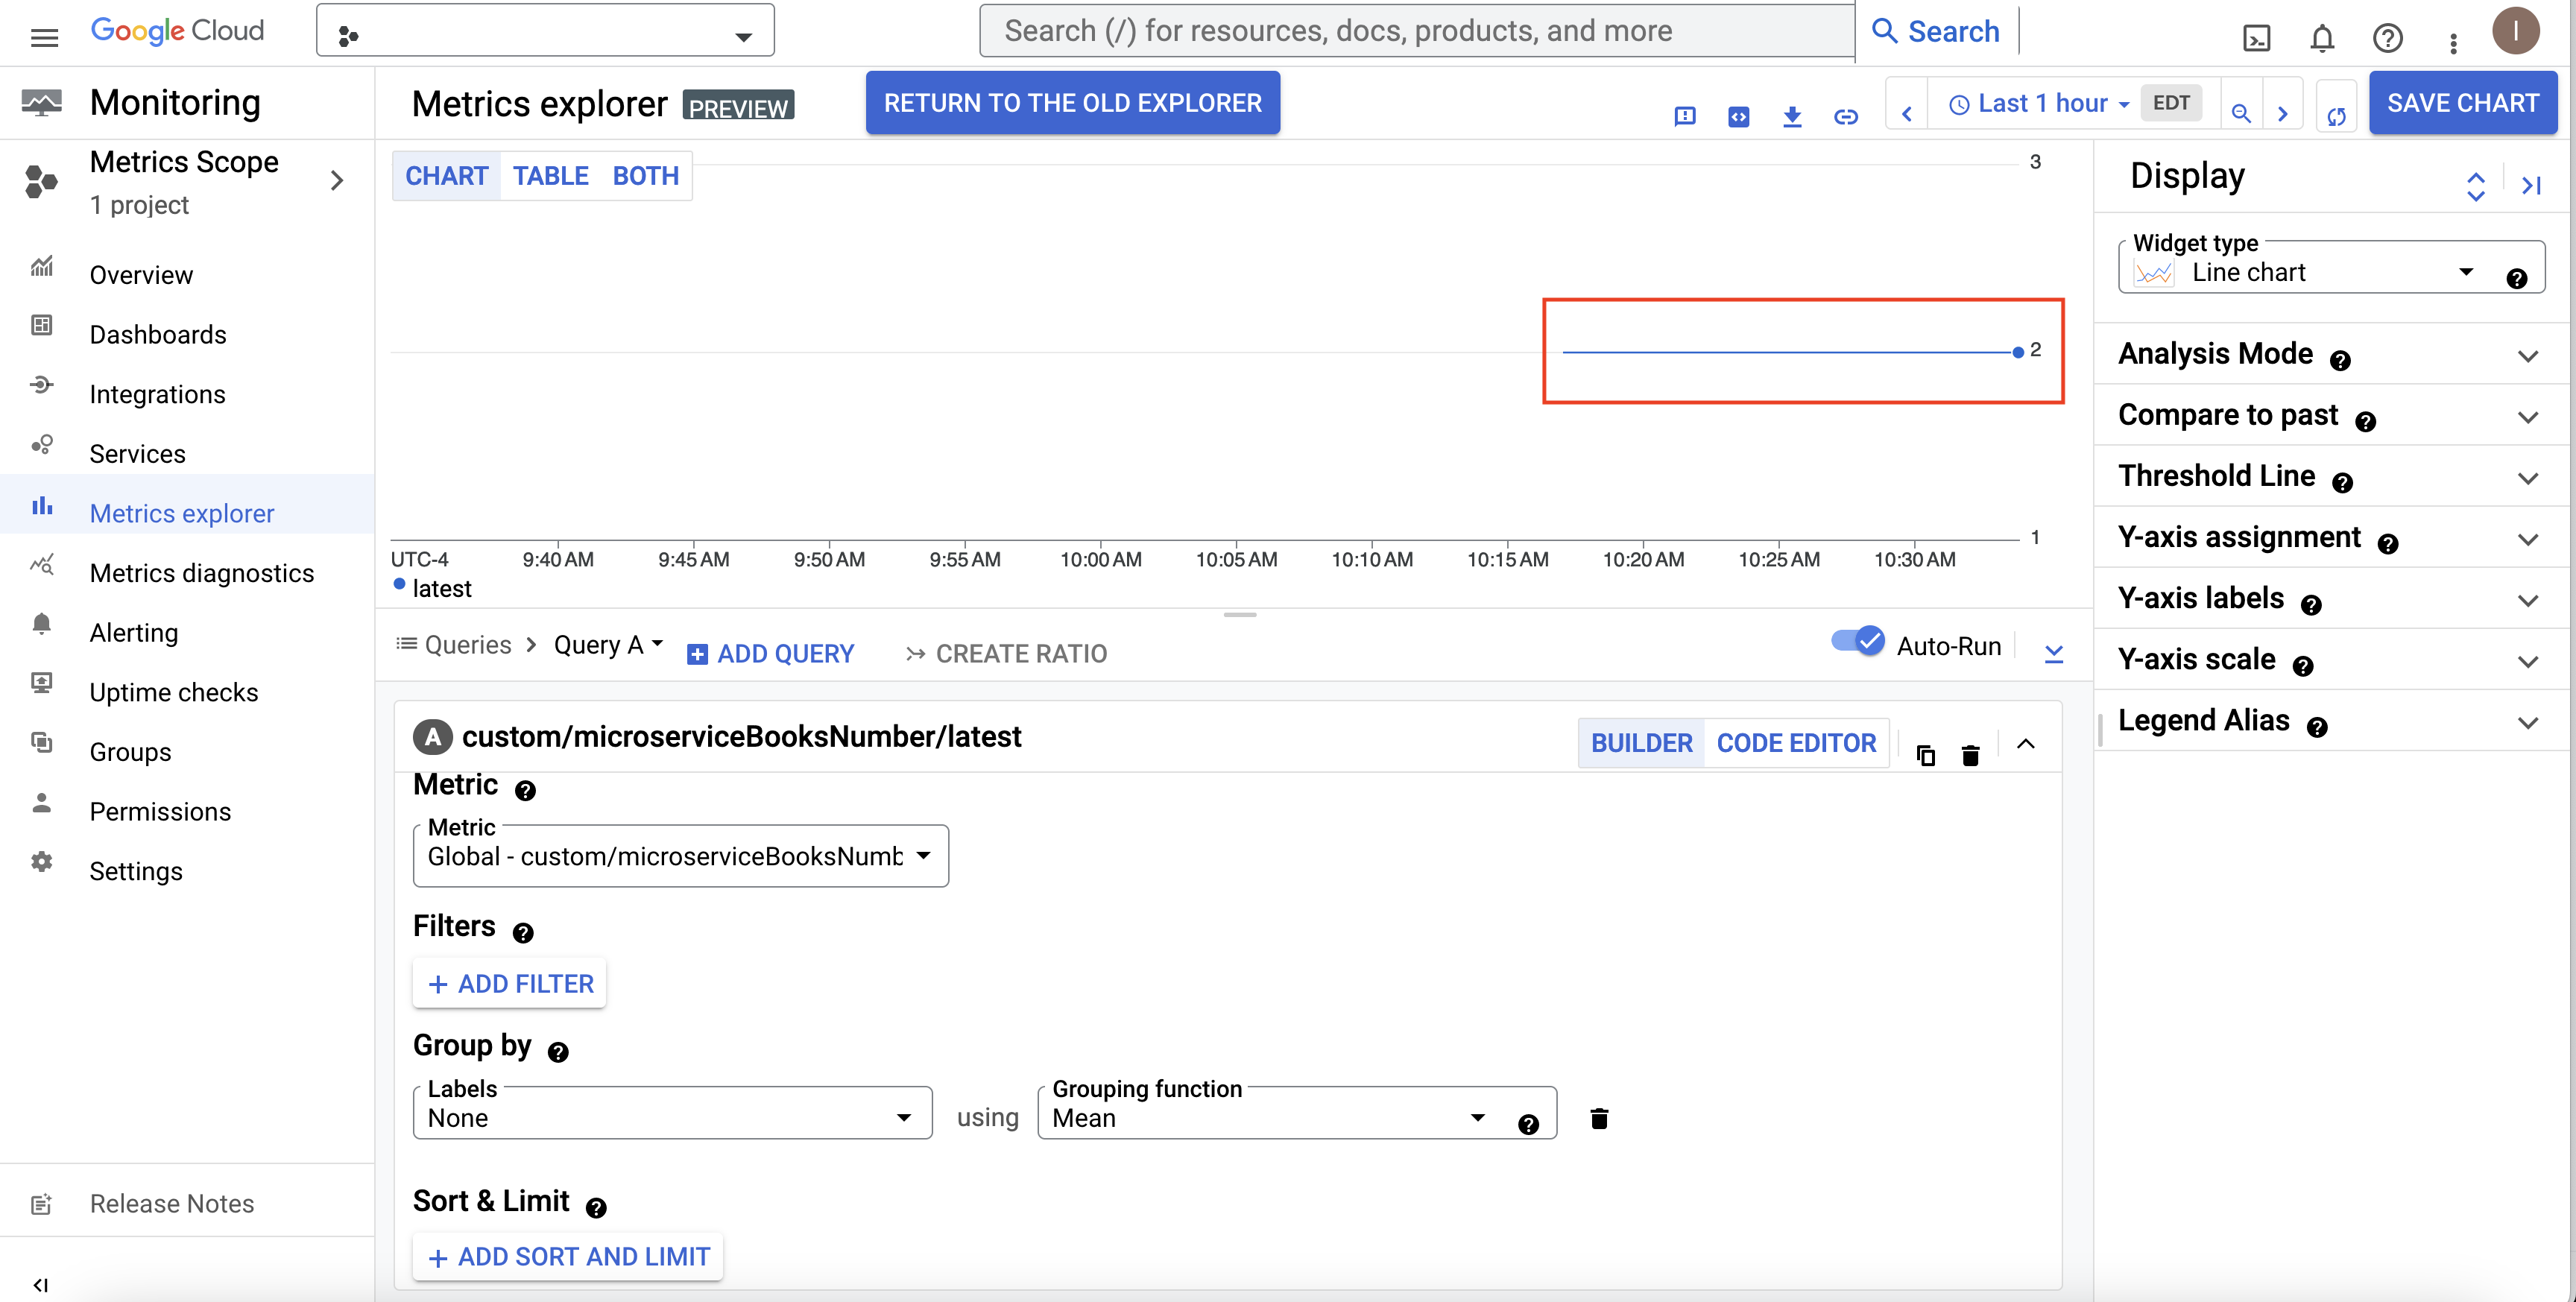 Google Cloud
Search (/) for resources, docs, products, and more
Search
I
Monitoring
Metrics explorer
PREVIEW
RETURN TO THE OLD EXPLORER
Last 1 hour
EDT
SAVE CHART
Metrics Scope
1 project
Overview
Dashboards
Integrations
Services
Metrics explorer
Metrics diagnostics
Alerting
Uptime checks
Groups
Permissions
Settings
Release Notes
CHART TABLE BOTH
3
2
1
UTC-4 9:40 AM 9:45 AM 9:50 AM 9:55 AM 10:00 AM 10:05 AM 10:10 AM 10:15 AM 10:20 AM 10:25 AM 10:30 AM
latest
Queries
Query A
ADD QUERY
CREATE RATIO
Auto-Run
A custom/microserviceBooksNumber/latest
BUILDER CODE EDITOR
Metric
Metric
Global - custom/microserviceBooksNumb
Filters
+ ADD FILTER
Group by
Labels
None
using
Grouping function
Mean
Sort & Limit
+ ADD SORT AND LIMIT
Display
Widget type
Line chart
Analysis Mode
Compare to past
Threshold Line
Y-axis assignment
Y-axis labels
Y-axis scale
Legend Alias